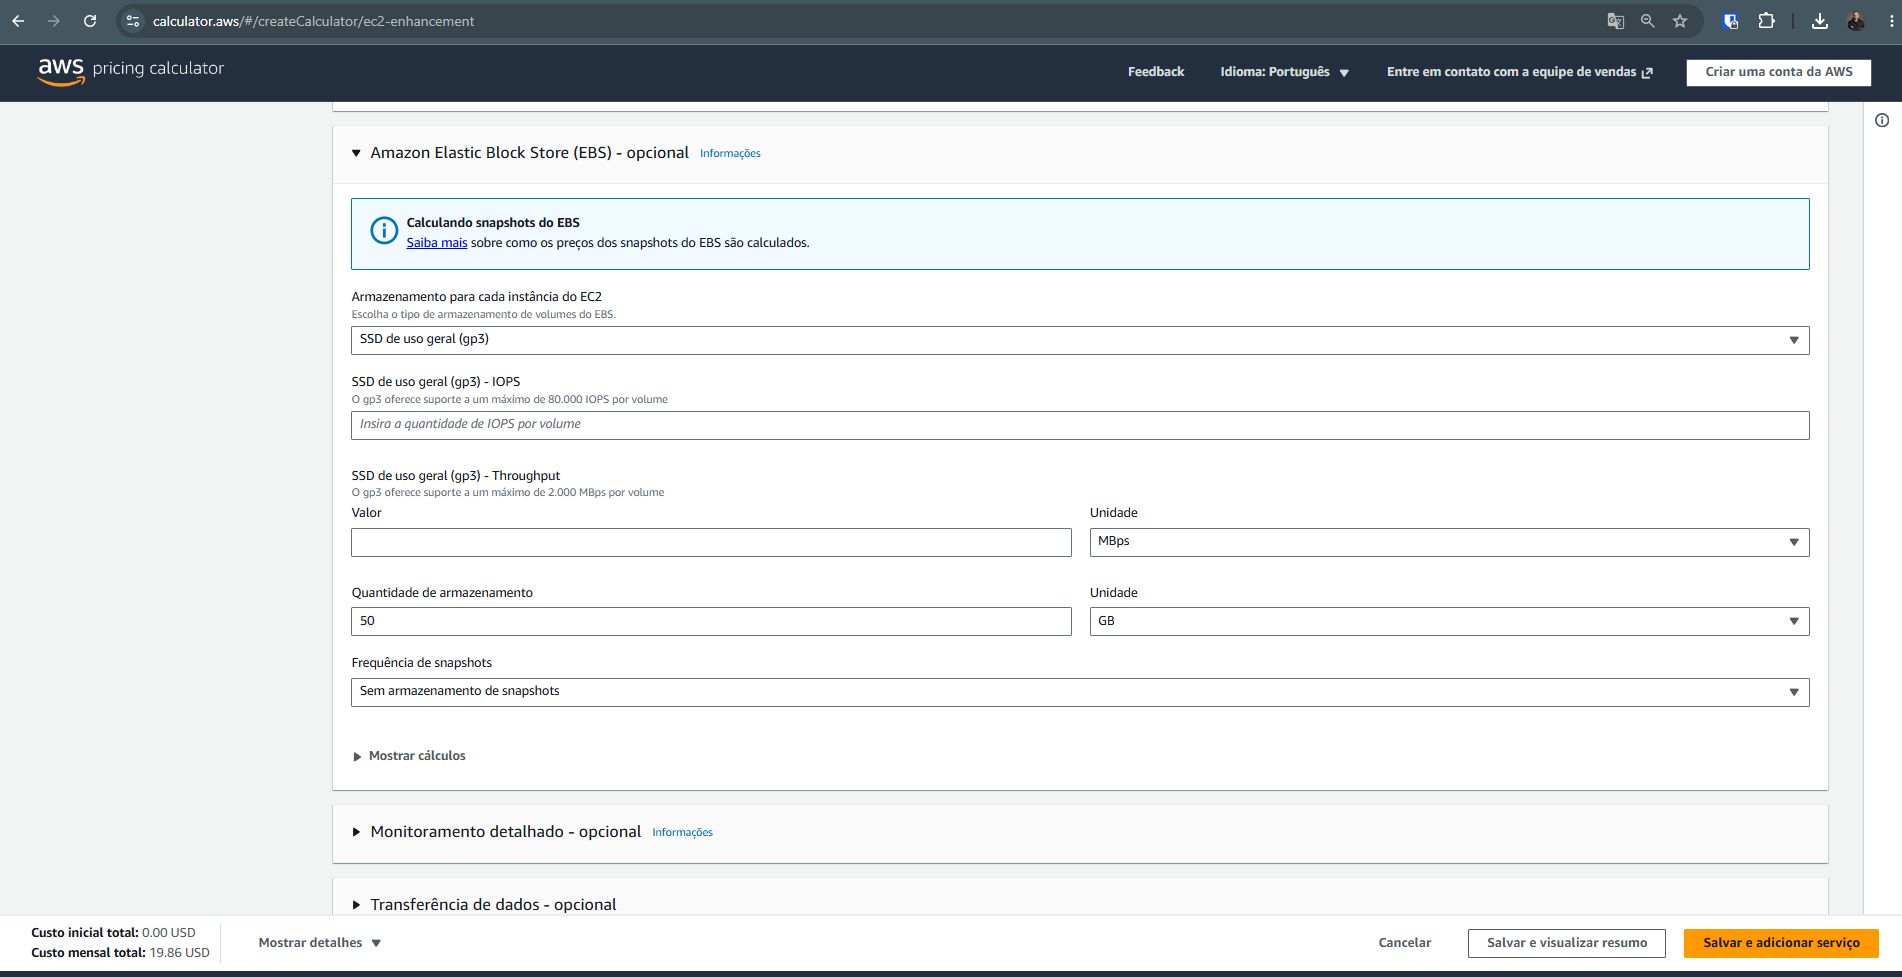 calculator.aws/#/createCalculator/ec2-enhancement
aws pricing calculator
Feedback
Idioma: Português
Entre em contato com a equipe de vendas
Criar uma conta da AWS
Amazon Elastic Block Store (EBS) - opcional Informações
Calculando snapshots do EBS
Saiba mais sobre como os preços dos snapshots do EBS são calculados.
Armazenamento para cada instância do EC2
Escolha o tipo de armazenamento de volumes do EBS.
SSD de uso geral (gp3)
SSD de uso geral (gp3) - IOPS
O gp3 oferece suporte a um máximo de 80.000 IOPS por volume
Insira a quantidade de IOPS por volume
SSD de uso geral (gp3) - Throughput
O gp3 oferece suporte a um máximo de 2.000 MBps por volume
Valor
Unidade
MBps
Quantidade de armazenamento
Unidade
50
GB
Frequência de snapshots
Sem armazenamento de snapshots
Mostrar cálculos
Monitoramento detalhado - opcional Informações
Transferência de dados - opcional
Custo inicial total: 0.00 USD
Custo mensal total: 19.86 USD
Mostrar detalhes
Cancelar
Salvar e visualizar resumo
Salvar e adicionar serviço